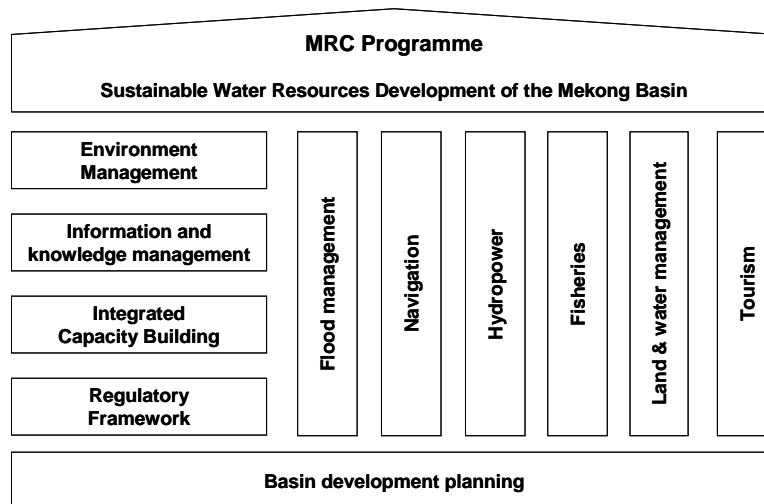 MRC Programme
Sustainable Water Resources Development of the Mekong Basin
Environment
Management
Information and
knowledge management
Integrated
Capacity Building
Regulatory
Framework
Flood management
Navigation
Hydropower
Fisheries
Land & water management
Tourism
Basin development planning